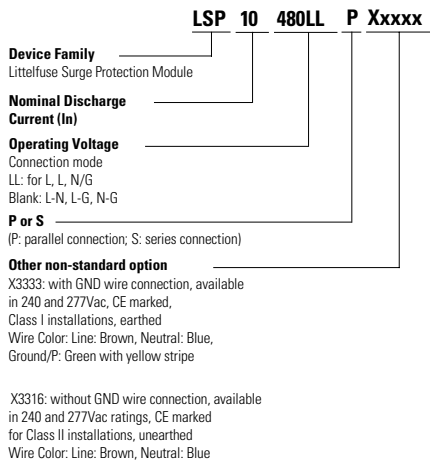 LSP 10 480LL P Xxxxx
Device Family
Littelfuse Surge Protection Module
Nominal Discharge
Current (In)
Operating Voltage
Connection mode
LL: for L, L, N/G
Blank: L-N, L-G, N-G
P or S
(P: parallel connection; S: series connection)
Other non-standard option
X3333: with GND wire connection, available
in 240 and 277Vac, CE marked,
Class I installations, earthed
Wire Color: Line: Brown, Neutral: Blue,
Ground/P: Green with yellow stripe
X3316: without GND wire connection, available
in 240 and 277Vac ratings, CE marked
for Class II installations, unearthed
Wire Color: Line: Brown, Neutral: Blue